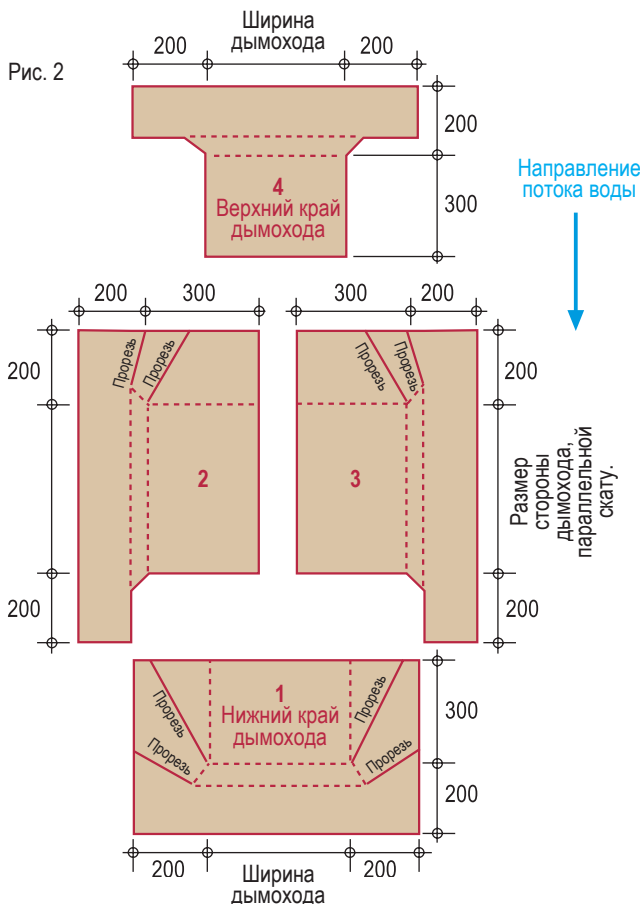 Ширина
дымохода
200 200
Рис. 2
200
4
Верхний край
дымохода
300
Направление
потока воды
200 300
300 200
200
Прорезь
Прорезь
Прорезь
Прорезь
200
2
3
Размер
стороны
дымохода,
параллельной
скату.
200
200
1
Нижний край
дымохода
Прорезь
Прорезь
Прорезь
Прорезь
300
200
200 200
Ширина
дымохода